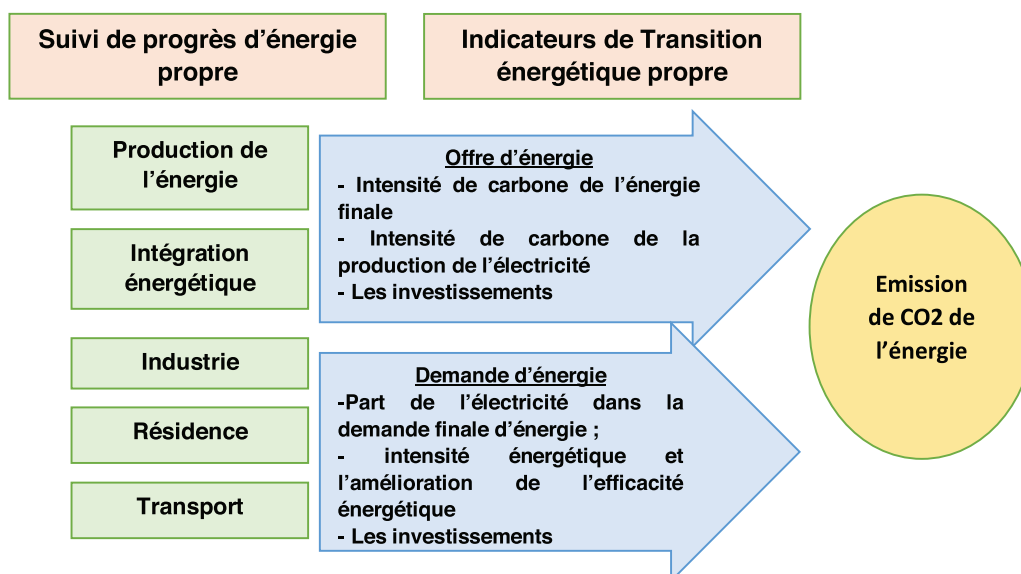 Suivi de progrès d'énergie
propre
Indicateurs de Transition
énergétique propre
Production de
l'énergie
Intégration
énergétique
Industrie
Résidence
Transport
Offre d'énergie
- Intensité de carbone de l'énergie
finale
- Intensité de carbone de la
production de l'électricité
- Les investissements
Demande d'énergie
-Part de l'électricité dans la
demande finale d'énergie ;
- intensité énergétique et
l'amélioration de l'efficacité
énergétique
- Les investissements
Emission
de CO2 de
l'énergie